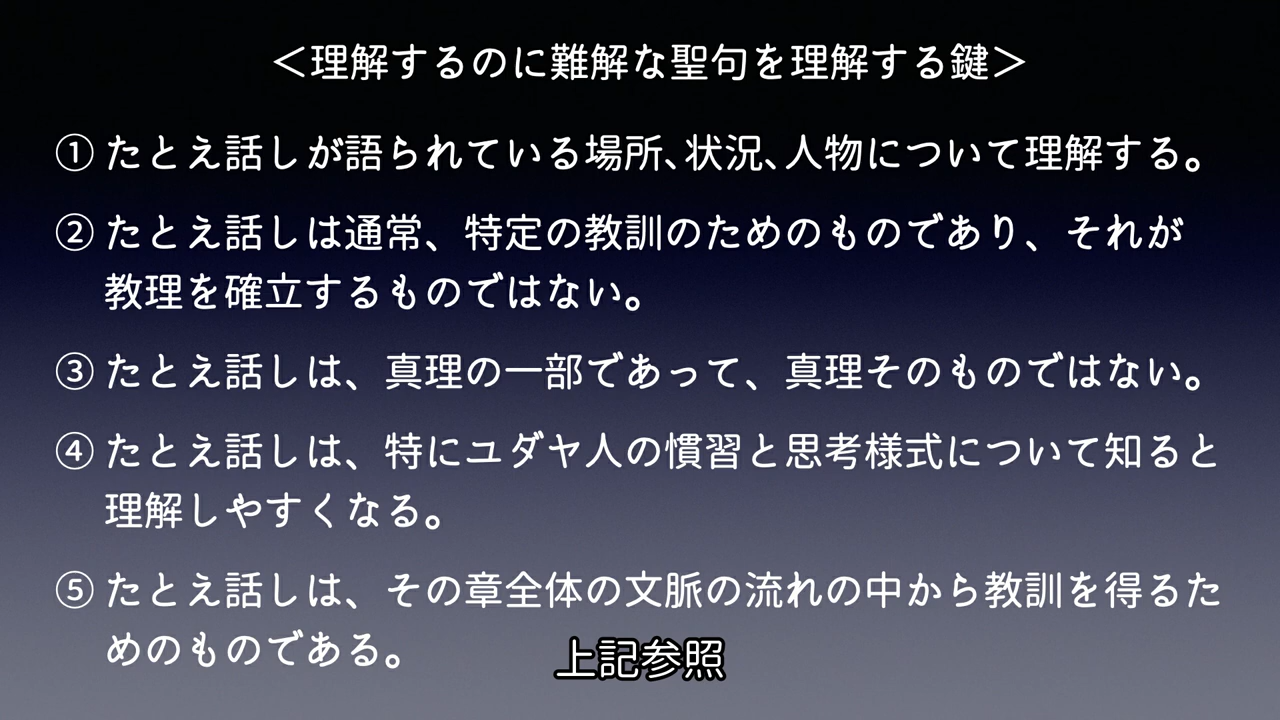 ＜理解するのに難解な聖句を理解する鍵＞
① たとえ話しが語られている場所、状況、人物について理解する。
② たとえ話しは通常、特定の教訓のためのものであり、それが
教理を確立するものではない。
③ たとえ話しは、真理の一部であって、真理そのものではない。
④ たとえ話しは、特にユダヤ人の慣習と思考様式について知ると
理解しやすくなる。
⑤ たとえ話しは、その章全体の文脈の流れの中から教訓を得るた
めのものである。
上記参照